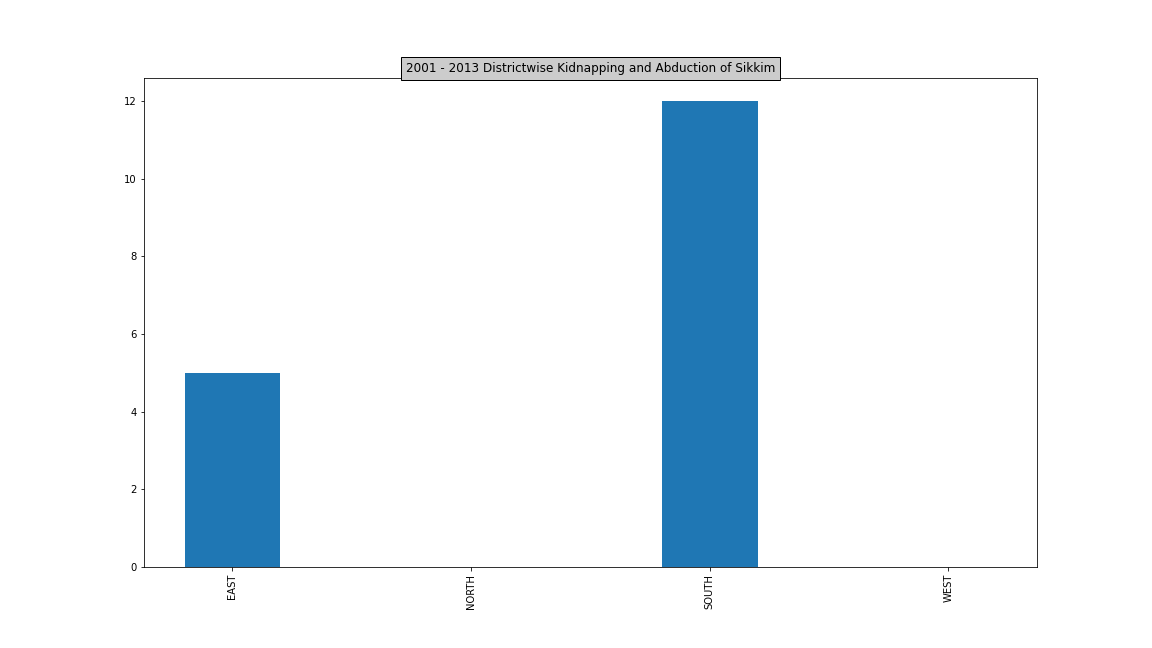 2001 - 2013 Districtwise Kidnapping and Abduction of Sikkim
12
10
8
6
4
2
0
EAST
NORTH
SOUTH
WEST